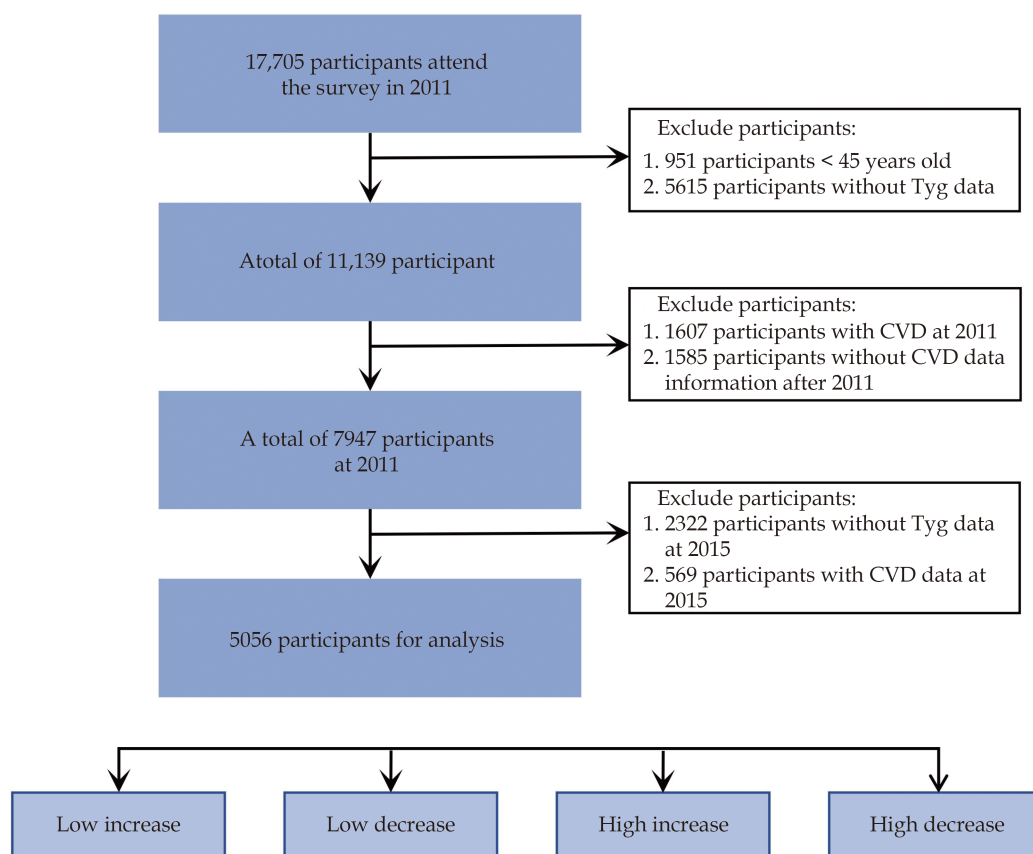 17,705 participants attend
the survey in 2011
Exclude participants:
1. 951 participants < 45 years old
2. 5615 participants without Tyg data
Atotal of 11,139 participant
Exclude participants:
1. 1607 participants with CVD at 2011
2. 1585 participants without CVD data
information after 2011
A total of 7947 participants
at 2011
Exclude participants:
1. 2322 participants without Tyg data
at 2015
2. 569 participants with CVD data at
2015
5056 participants for analysis
Low increase
Low decrease
High increase
High decrease